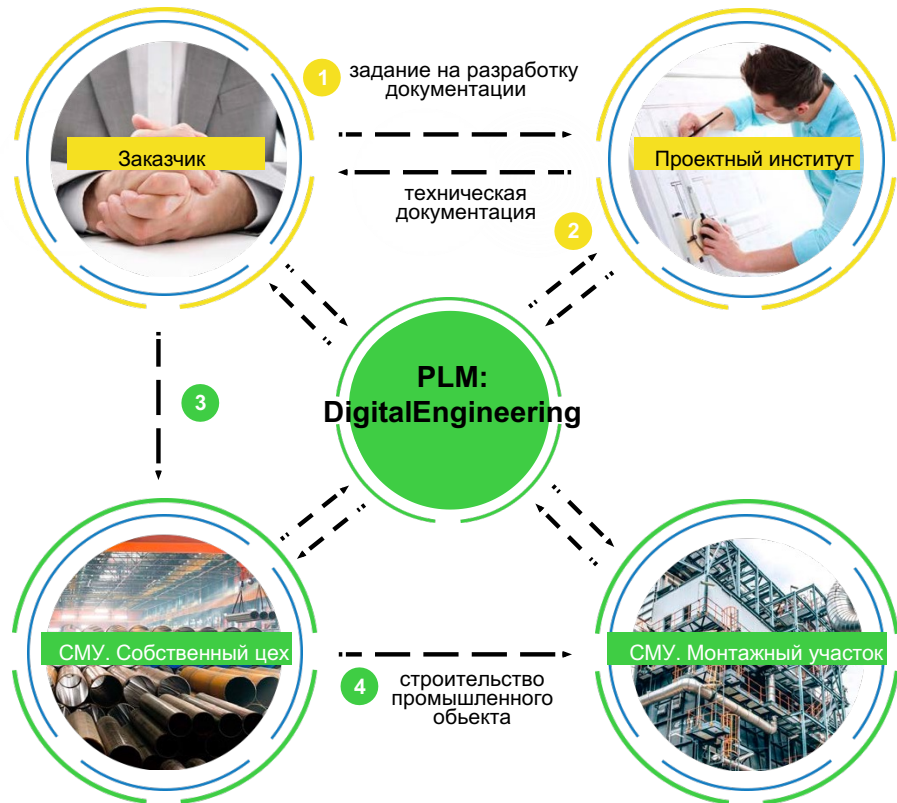 1
задание на разработку
документации
Заказчик
Проектный институт
техническая
документация
2
PLM:
DigitalEngineering
3
СМУ. Собственный цех
СМУ. Монтажный участок
4
строительство
промышленного
обьекта